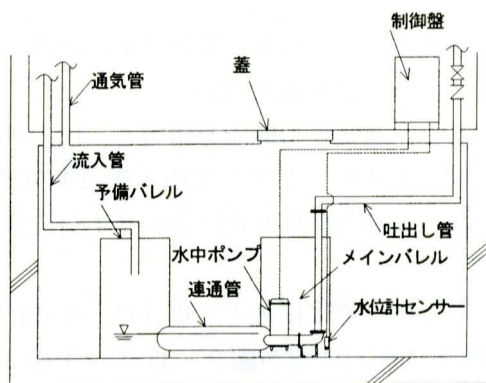 制御盤
蓋
通気管
流入管
予備バレル
吐出し管
水中ポンプ
メインバレル
連通管
水位計センサー